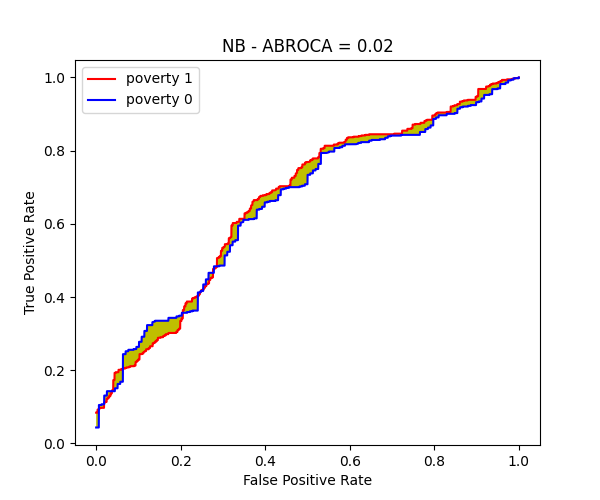 NB - ABROCA = 0.02
poverty 1
poverty 0
True Positive Rate
1.0
0.8
0.6
0.4
0.2
0.0
0.0 0.2 0.4 0.6 0.8 1.0
False Positive Rate